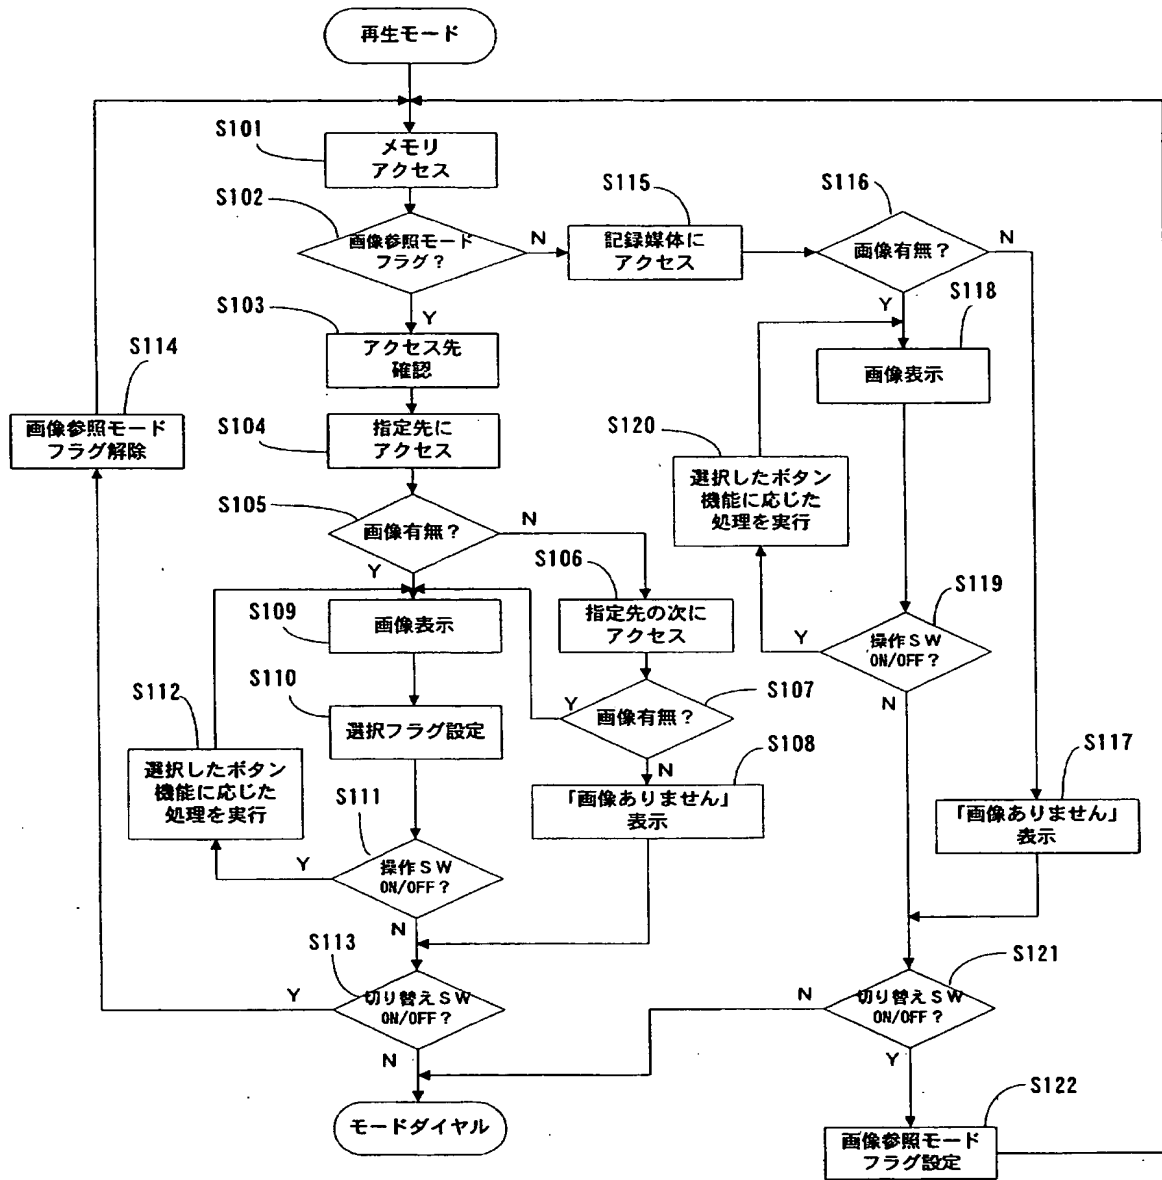 再生モード
S101
メモリ
アクセス
S102
画像参照モード
フラグ？
N
Y
S115
記録媒体に
アクセス
S116
画像有無？
N
Y
S103
アクセス先
確認
S118
画像表示
S114
画像参照モード
フラグ解除
S104
指定先に
アクセス
S120
選択したボタン
機能に応じた
処理を実行
S105
画像有無？
N
Y
S106
指定先の次に
アクセス
S119
操作SW
ON/OFF？
Y
N
S109
画像表示
S107
画像有無？
Y
N
S110
選択フラグ設定
S112
選択したボタン
機能に応じた
処理を実行
S108
「画像ありません」
表示
S117
「画像ありません」
表示
S111
操作SW
ON/OFF？
Y
N
S113
切り替えSW
ON/OFF？
Y
N
S121
切り替えSW
ON/OFF？
N
Y
モードダイヤル
S122
画像参照モード
フラグ設定